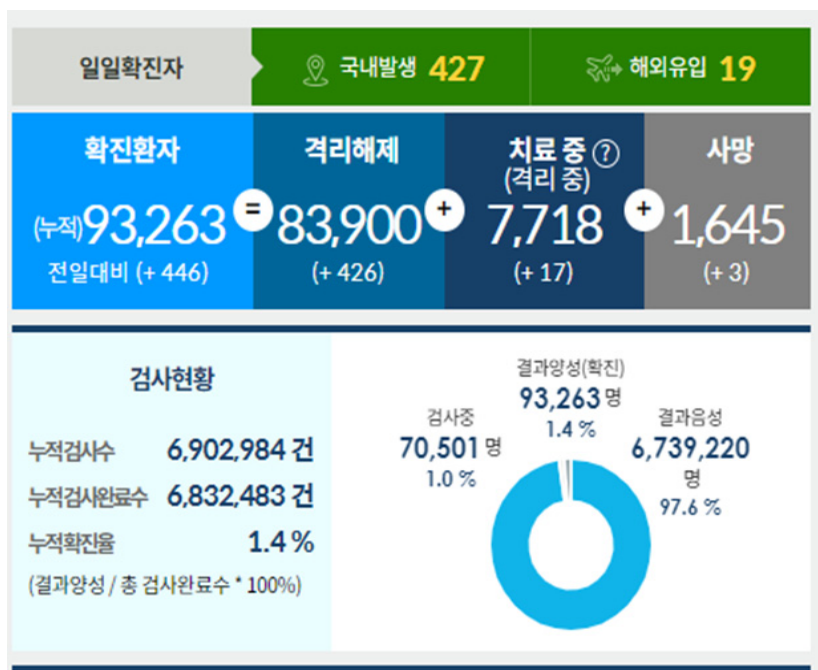 일일확진자
국내발생 427
해외유입 19
확진환자
(누적)93,263
전일대비 (+ 446)
=
격리해제
83,900
(+ 426)
+
치료 중 ?
(격리 중)
7,718
(+ 17)
+
사망
1,645
(+ 3)
검사현황
누적검사수 6,902,984 건
누적검사완료수 6,832,483 건
누적확진율 1.4 %
(결과양성 / 총 검사완료수 * 100%)
결과양성(확진)
93,263 명
1.4 %
검사중
70,501 명
1.0 %
결과음성
6,739,220
명
97.6 %